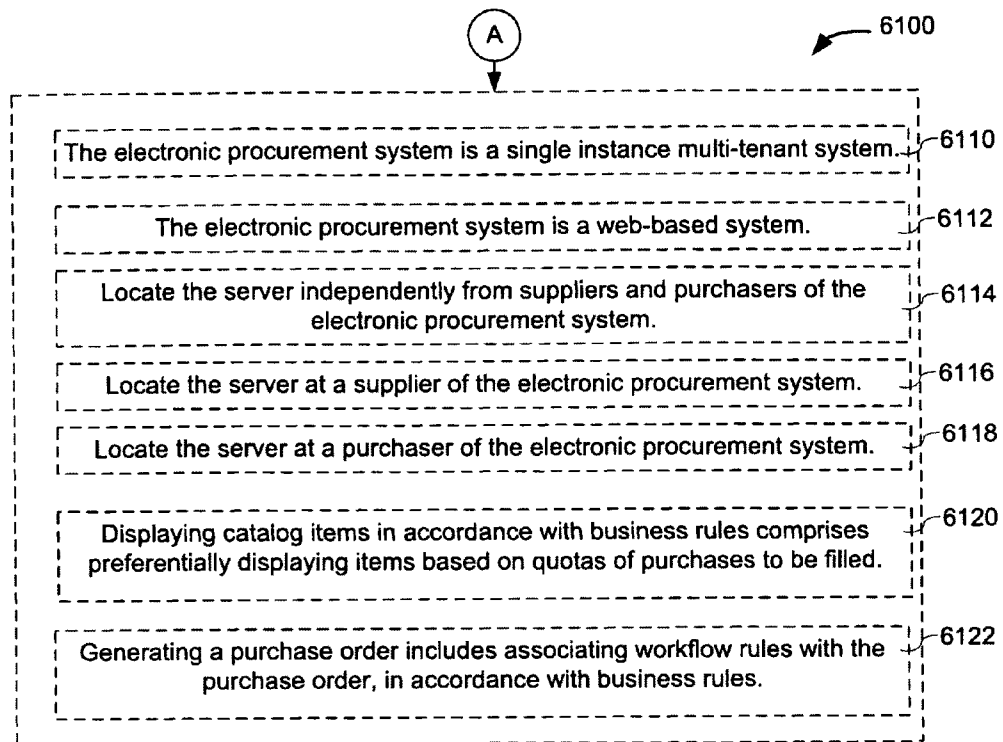 A
6100
The electronic procurement system is a single instance multi-tenant system.
6110
The electronic procurement system is a web-based system.
6112
Locate the server independently from suppliers and purchasers of the
electronic procurement system.
6114
Locate the server at a supplier of the electronic procurement system.
6116
Locate the server at a purchaser of the electronic procurement system.
6118
Displaying catalog items in accordance with business rules comprises
preferentially displaying items based on quotas of purchases to be filled.
6120
Generating a purchase order includes associating workflow rules with the
purchase order, in accordance with business rules.
6122